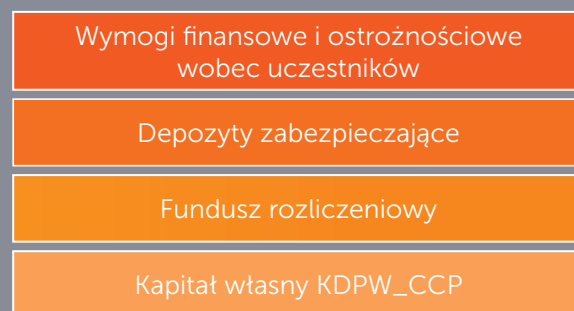 Wymogi finansowe i ostrożnościowe
wobec uczestników
Depozyty zabezpieczające
Fundusz rozliczeniowy
Kapitał własny KDPW_CCP